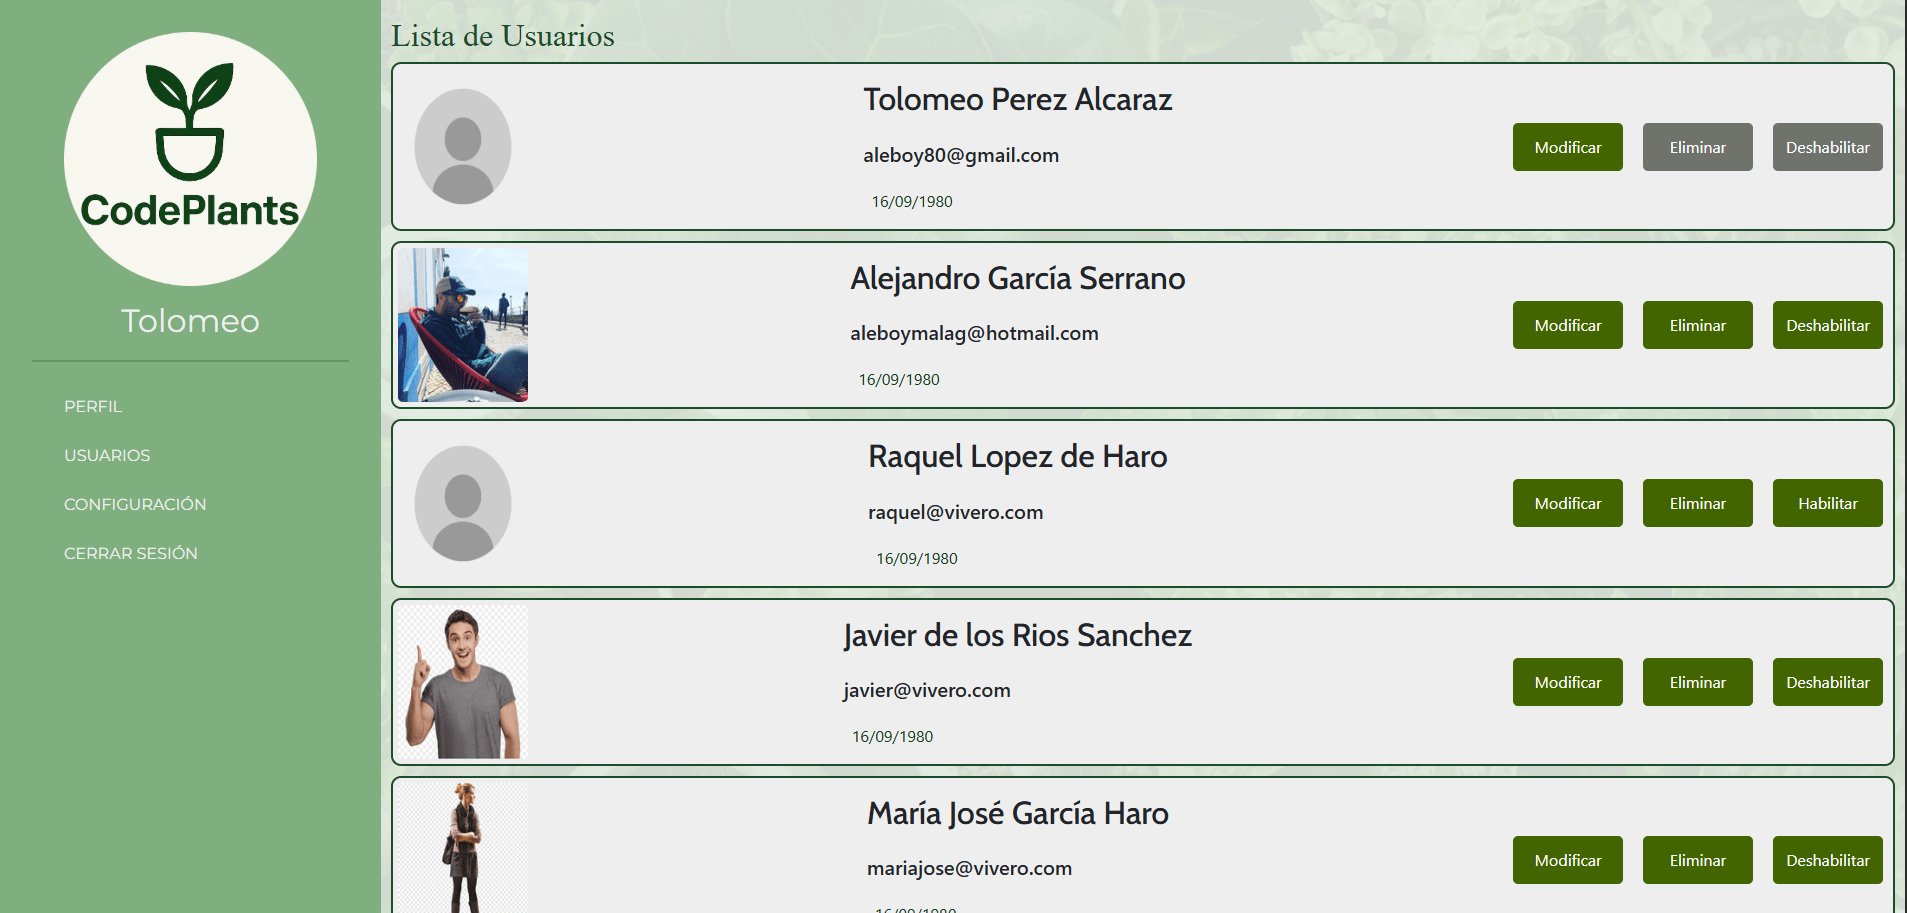 CodePlants
Tolomeo
PERFIL
USUARIOS
CONFIGURACIÓN
CERRAR SESIÓN
Lista de Usuarios
Tolomeo Perez Alcaraz
aleboy80@gmail.com
16/09/1980
Modificar Eliminar Deshabilitar
Alejandro García Serrano
aleboymalag@hotmail.com
16/09/1980
Modificar Eliminar Deshabilitar
Raquel Lopez de Haro
raquel@vivero.com
16/09/1980
Modificar Eliminar Habilitar
Javier de los Rios Sanchez
javier@vivero.com
16/09/1980
Modificar Eliminar Deshabilitar
María José García Haro
mariajose@vivero.com
16/09/1980
Modificar Eliminar Deshabilitar